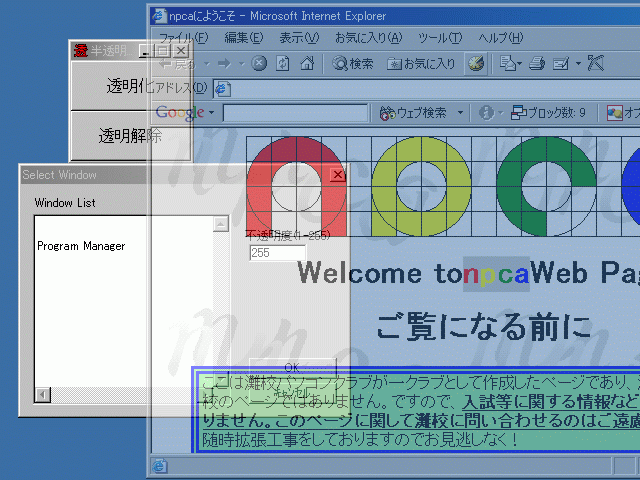 npcaにようこそ - Microsoft Internet Explorer
ファイル(F) 編集(E) 表示(V) お気に入り(A) ツール(T) ヘルプ(H)
半透明
戻る 検索 お気に入り
透明化
アドレス(D)
Google ウェブ検索 ブロック数: 9 オプ
透明解除
Select Window
Window List
Program Manager
不透明度(1-255)
255
OK
キャンセル
Welcome to npca Web Pag
ご覧になる前に
ここは灘校パソコンクラブが一クラブとして作成したページであり、
校のページではありません。ですので、入試等に関する情報など
りません。このページに関して灘校に問い合わせるのはご遠慮
随時拡張工事をしておりますのでお見逃しなく！